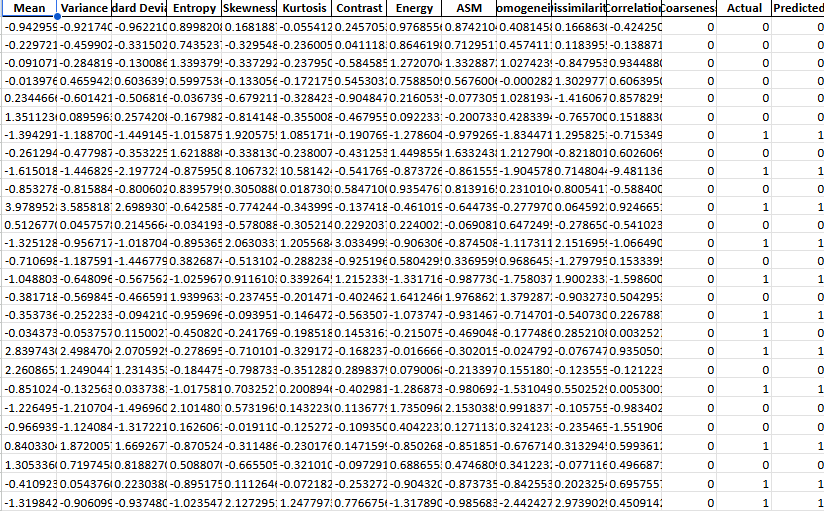 Mean Variance dard Devia Entropy Skewness Kurtosis Contrast Energy ASM omogenei issimilarit Correlation Coarseness Actual Predicted
-0.942959 -0.921740 -0.962210 0.8998208 0.168188 -0.055412 0.245705 0.976855 0.874210 0.408145 0.166863 -0.424250 0 0 0
-0.229721 -0.459902 -0.331502 0.743523 -0.329548 -0.236005 0.041118 0.864619 0.712951 0.457411 0.118395 -0.138871 0 0 0
-0.091071 -0.284819 -0.130086 1.339379 -0.337292 -0.237950 -0.584585 1.272070 1.332887 1.027423 -0.847953 0.934488 0 0 0
-0.013976 0.465942 0.603639 0.599753 -0.133056 -0.172175 0.545303 0.758850 0.567600 -0.000282 1.302977 0.606395 0 0 0
0.234466 -0.601421 -0.506816 -0.036739 -0.679211 -0.328423 -0.904847 0.216053 -0.077305 1.028193 -1.416067 0.857829 0 0 0
1.351123 0.089596 0.257420 -0.167982 -0.814148 -0.355008 -0.467955 0.092233 -0.200733 0.428339 -0.765700 0.151883 0 0 0
-1.394291 -1.188700 -1.449145 -1.015875 1.920575 1.085171 -0.190769 -1.278604 -0.979269 -1.834471 1.295825 -0.715349 0 1 1
-0.261294 -0.477987 -0.353225 1.621888 -0.338130 -0.238007 -0.431253 1.449855 1.633243 1.212790 -0.821801 0.602606 0 0 0
-1.615018 -1.446829 -2.197724 -0.875950 8.106732 10.58142 -0.541769 -0.873726 -0.861555 -1.904578 0.714804 -9.481136 0 1 1
-0.853278 -0.815884 -0.800602 0.839579 0.305088 0.018730 0.584710 0.935476 0.813916 0.231010 0.800541 -0.588400 0 0 0
3.978952 3.585818 2.698930 -0.642585 -0.774244 -0.343999 -0.137418 -0.461019 -0.644739 -0.277970 0.064592 0.924665 0 1 1
0.512677 0.045757 0.214566 -0.034193 -0.578088 -0.305214 0.229203 0.224002 -0.069081 0.647249 -0.278650 -0.541023 0 0 0
-1.325128 -0.956717 -1.018704 -0.895365 2.063033 1.205568 3.033499 -0.906306 -0.874508 -1.117311 2.151695 -1.066490 0 1 1
-0.710698 -1.187591 -1.446779 0.382687 -0.513102 -0.288238 -0.925196 0.580429 0.336959 0.968645 -1.279795 0.153339 0 0 0
-1.048803 -0.648096 -0.567562 -1.025967 0.911610 0.339264 1.215233 -1.331716 -0.987730 -1.758037 1.900233 -1.598600 0 1 1
-0.381718 -0.569845 -0.466591 1.939963 -0.237455 -0.201471 -0.402462 1.641246 1.976862 1.379287 -0.903273 0.504295 0 0 0
-0.353736 -0.252233 -0.094210 -0.959696 -0.093951 -0.146472 -0.563507 -1.073747 -0.931467 -0.714701 -0.540730 0.226788 0 1 1
-0.034373 -0.053757 0.115002 -0.450820 -0.241769 -0.198518 0.145316 -0.215075 -0.469048 -0.177486 0.285210 0.003252 0 1 1
2.839743 2.498470 2.070592 -0.278695 -0.710101 -0.329172 -0.168237 -0.016666 -0.302015 -0.024792 -0.076747 0.935050 0 1 1
2.260865 1.249044 1.231435 -0.184475 -0.798733 -0.351282 0.289837 0.079006 -0.213397 0.155180 -0.123555 -0.121223 0 0 0
-0.851024 -0.132563 0.033738 -1.017581 0.703252 0.200894 -0.402981 -1.286873 -0.980692 -1.531049 0.550252 0.005300 0 1 1
-1.226495 -1.210704 -1.496960 2.101480 0.573196 0.143223 0.113677 1.735096 2.153038 0.991837 -0.105755 -0.983402 0 0 0
-0.966939 -1.124084 -1.317221 0.162606 -0.019110 -0.125272 -0.109350 0.404223 0.127113 0.324123 -0.235465 -1.551906 0 0 0
0.840330 1.872005 1.669267 -0.870524 -0.311486 -0.230176 0.147159 -0.850268 -0.851851 -0.676714 0.313294 0.599361 0 1 1
1.305336 0.719745 0.818827 0.508807 -0.665505 -0.321010 -0.097291 0.688655 0.474680 0.341223 -0.077116 0.496687 0 0 0
-0.410923 0.054376 0.223038 -0.895175 0.111264 -0.072182 -0.253272 -0.904320 -0.873735 -0.842553 0.202325 0.695755 0 1 1
-1.319842 -0.906099 -0.937480 -1.023547 2.127295 1.247797 0.776675 -1.317890 -0.985683 -2.442427 2.973902 0.450914 0 1 1